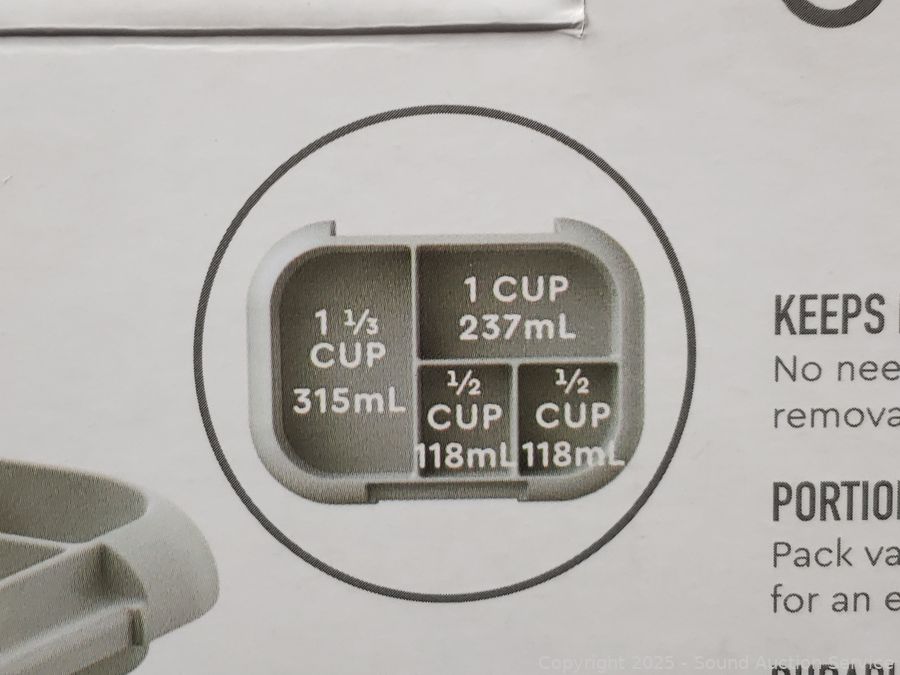 1 ⅓
CUP
315mL
1 CUP
237mL
½
CUP
118mL
½
CUP
118mL
KEEPS
No nee
remova
PORTIO
Pack va
for an e
Copyright 2025 - Sound Auction Service